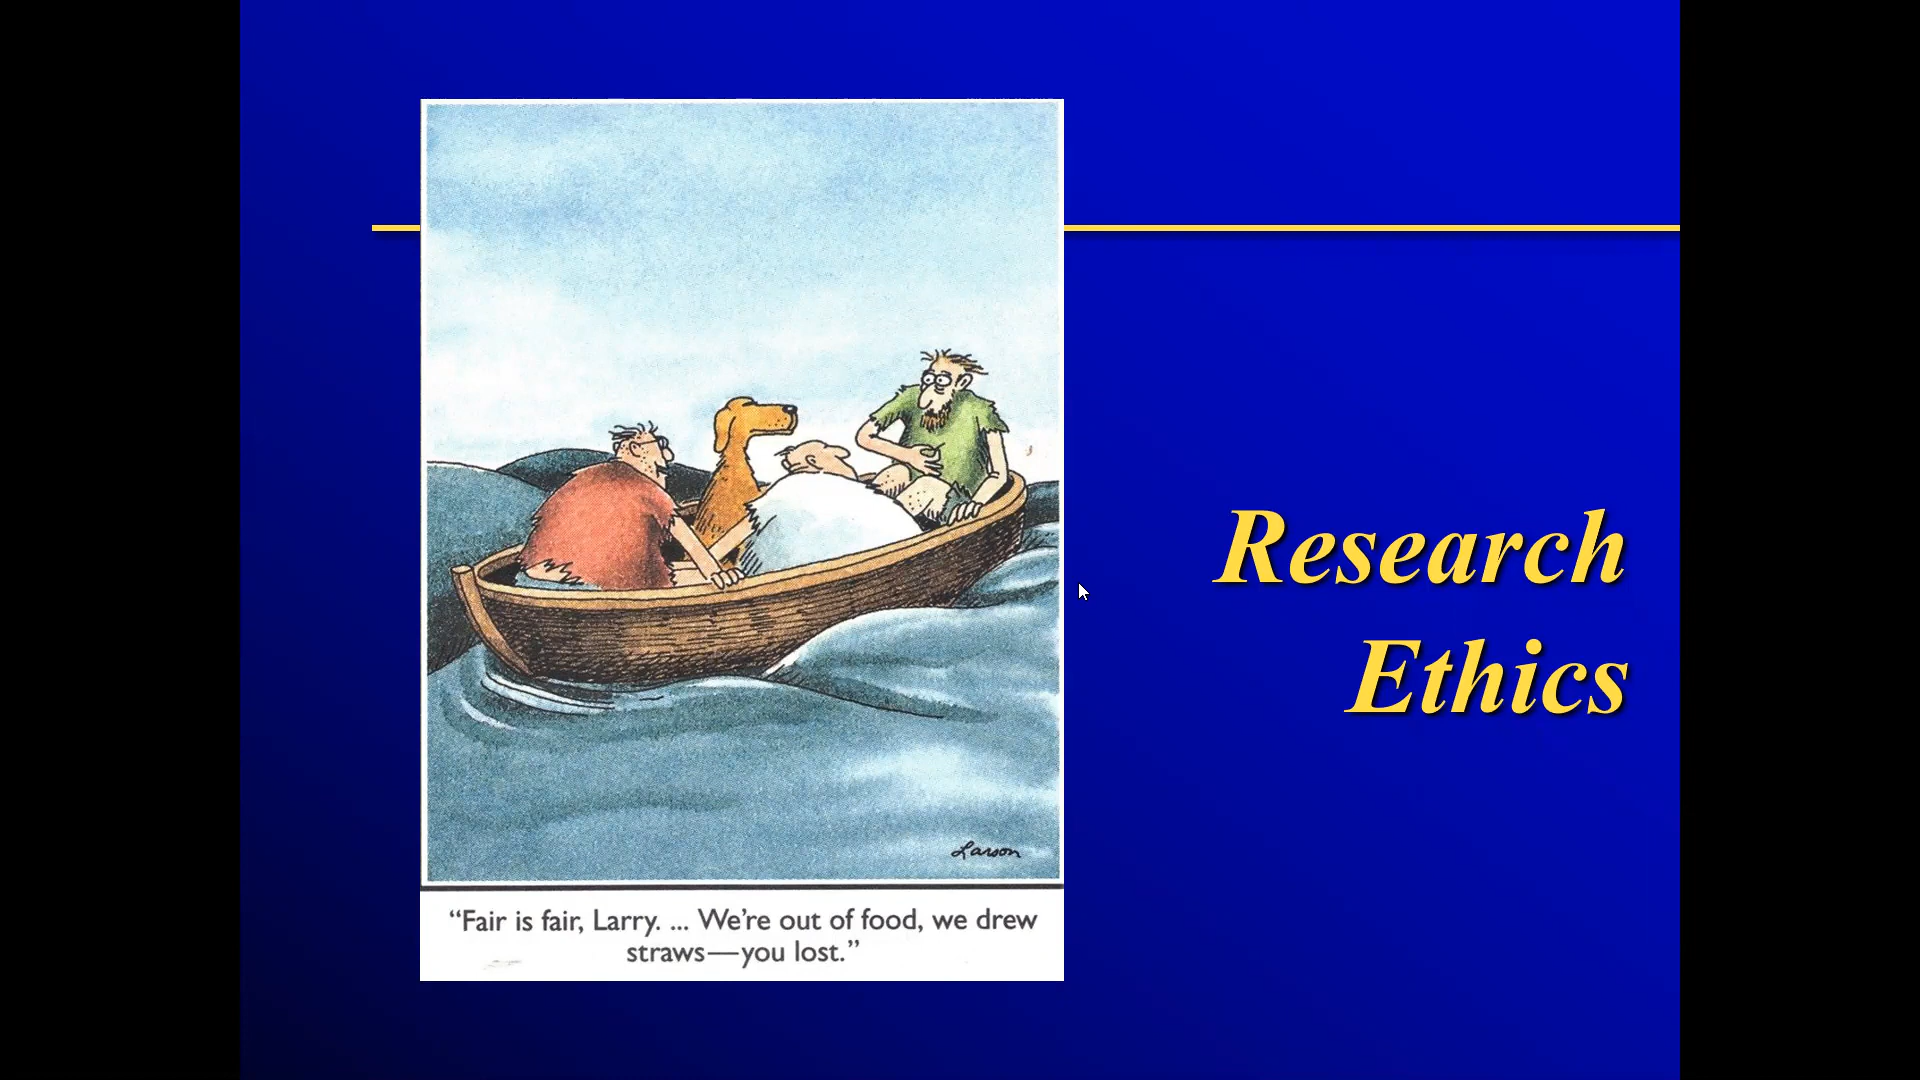 Larson
“Fair is fair, Larry. ... We’re out of food, we drew
straws—you lost.”
Research
Ethics